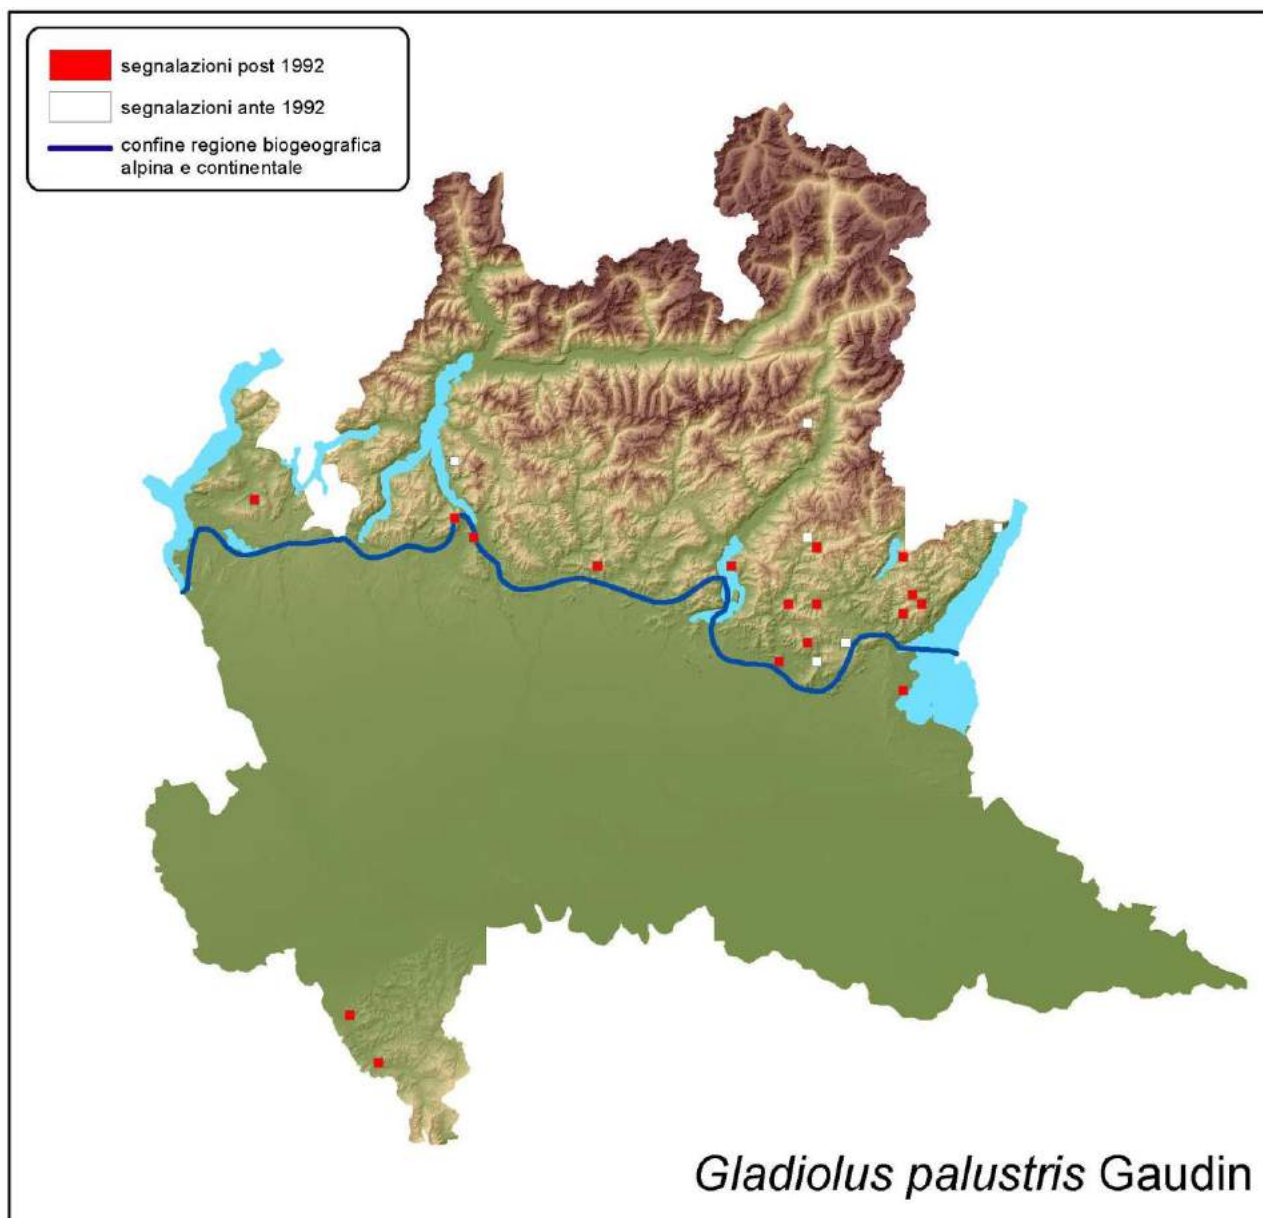 segnalazioni post 1992
segnalazioni ante 1992
confine regione biogeografica
alpina e continentale
Gladiolus palustris Gaudin